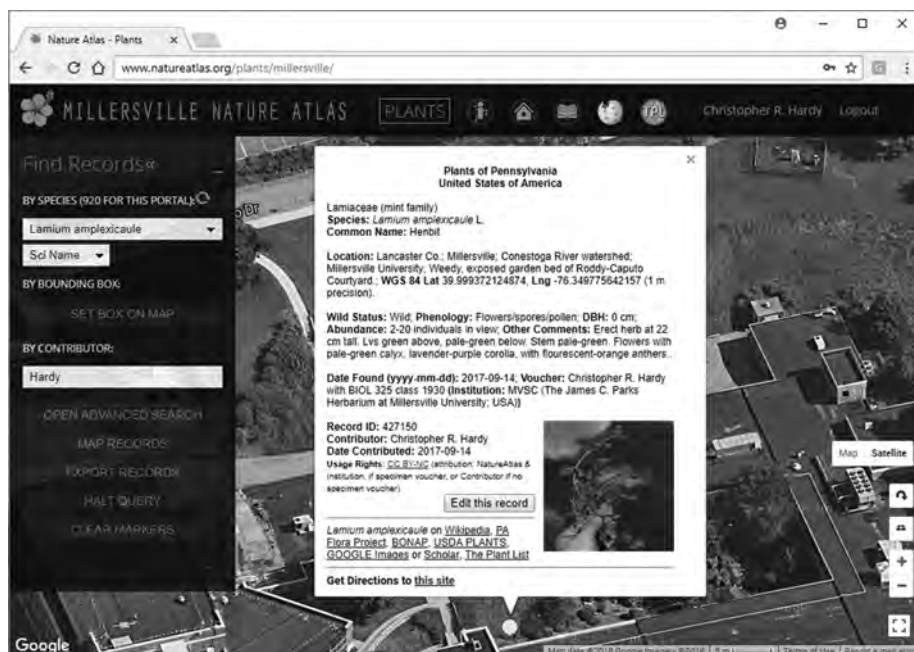 Nature Atlas - Plants
www.natureatlas.org/plants/millersville/
MILLERSVILLE NATURE ATLAS
PLANTS
TPL
Christopher R. Hardy Logout
Find Records«
BY SPECIES (920 FOR THIS PORTAL):
Lamium amplexicaule
Sci Name
BY BOUNDING BOX:
SET BOX ON MAP
BY CONTRIBUTOR:
Hardy
OPEN ADVANCED SEARCH
MAP RECORDS
EXPORT RECORDS
HALT QUERY
CLEAR MARKERS
Dr
Plants of Pennsylvania
United States of America
Lamiaceae (mint family)
Species: Lamium amplexicaule L.
Common Name: Henbit
Location: Lancaster Co.; Millersville; Conestoga River watershed;
Millersville University; Weedy, exposed garden bed of Roddy-Caputo
Courtyard.; WGS 84 Lat 39.999372124874, Lng -76.349775642157 (1 m
precision).
Wild Status: Wild; Phenology: Flowers/spores/pollen; DBH: 0 cm;
Abundance: 2-20 individuals in view; Other Comments: Erect herb at 22
cm tall. Lvs green above, pale-green below. Stem pale-green. Flowers with
pale-green calyx, lavender-purple corolla, with flourescent-orange anthers..
Date Found (yyyy-mm-dd): 2017-09-14; Voucher: Christopher R. Hardy
with BIOL 325 class 1930 (Institution: MVSC (The James C. Parks
Herbarium at Millersville University; USA))
Record ID: 427150
Contributor: Christopher R. Hardy
Date Contributed: 2017-09-14
Usage Rights: CC BY-NC (attribution: NatureAtlas &
institution, if specimen voucher, or Contributor if no
specimen voucher)
Edit this record
Lamium amplexicaule on Wikipedia, PA
Flora Project, BONAP, USDA PLANTS,
GOOGLE Images or Scholar, The Plant List
Get Directions to this site
Map Satellite
Google
Terms of Use